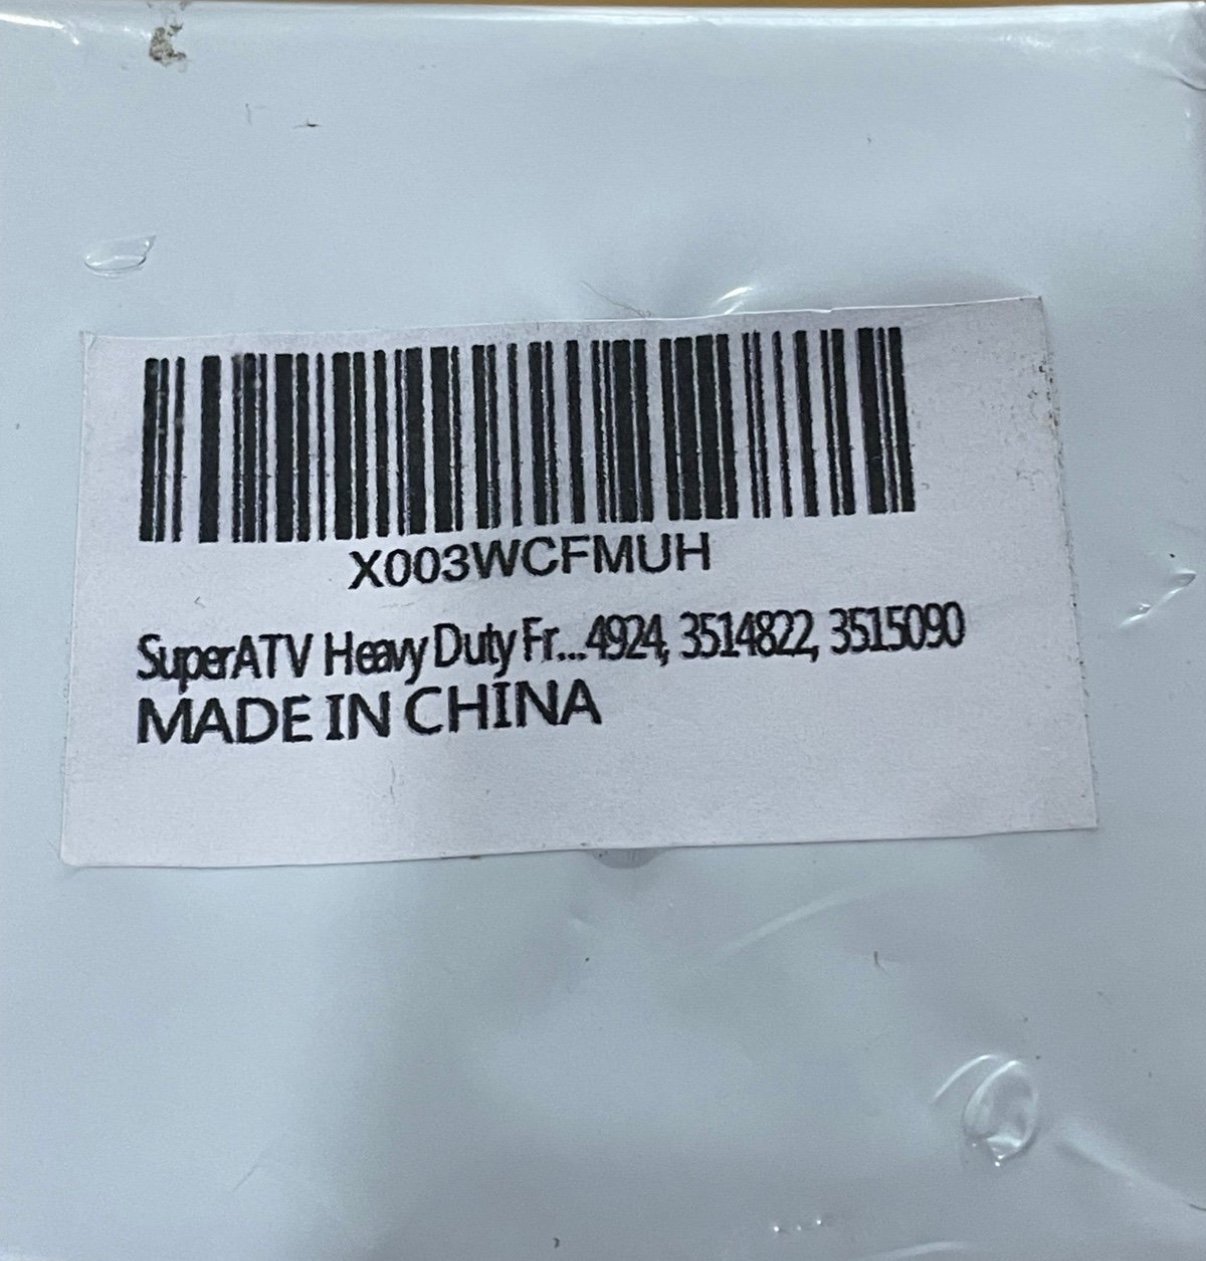 X003WCFMUH
SuperATV Heavy Duty Fr...4924, 3514822, 3515090
MADE IN CHINA